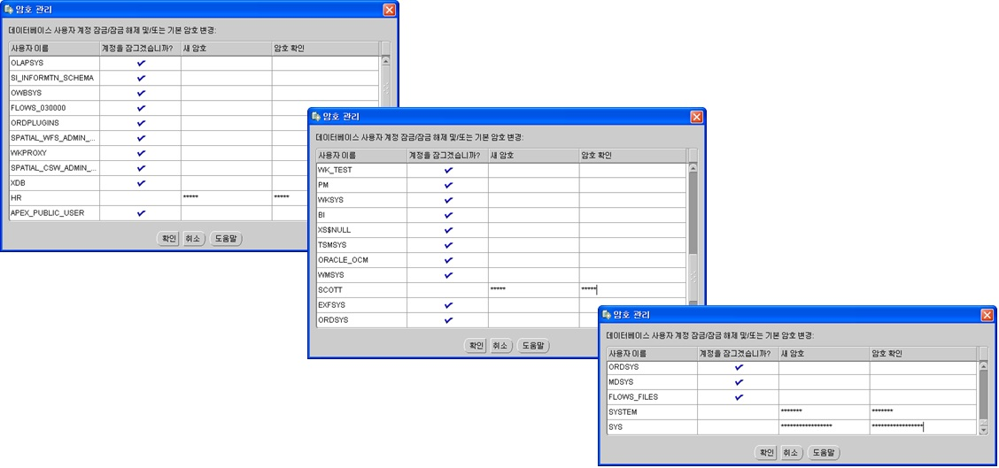 암호 관리
데이터베이스 사용자 계정 잠금/잠금 해제 및/또는 기본 암호 변경:
사용자 이름 계정을 잠그겠습니까? 새 암호 암호 확인
OLAPSYS
SI_INFORMTN_SCHEMA
OWBSYS
FLOWS_030000
ORDPLUGINS
SPATIAL_WFS_ADMIN_...
WKPROXY
SPATIAL_CSW_ADMIN_...
XDB
HR ***** *****
APEX_PUBLIC_USER
확인 취소 도움말
암호 관리
데이터베이스 사용자 계정 잠금/잠금 해제 및/또는 기본 암호 변경:
사용자 이름 계정을 잠그겠습니까? 새 암호 암호 확인
WK_TEST
PM
WKSYS
BI
XS$NULL
TSMSYS
ORACLE_OCM
WMSYS
SCOTT ***** *****
EXFSYS
ORDSYS
확인 취소 도움말
암호 관리
데이터베이스 사용자 계정 잠금/잠금 해제 및/또는 기본 암호 변경:
사용자 이름 계정을 잠그겠습니까? 새 암호 암호 확인
ORDSYS
MDSYS
FLOWS_FILES
SYSTEM ******* *******
SYS ***************** *****************
확인 취소 도움말